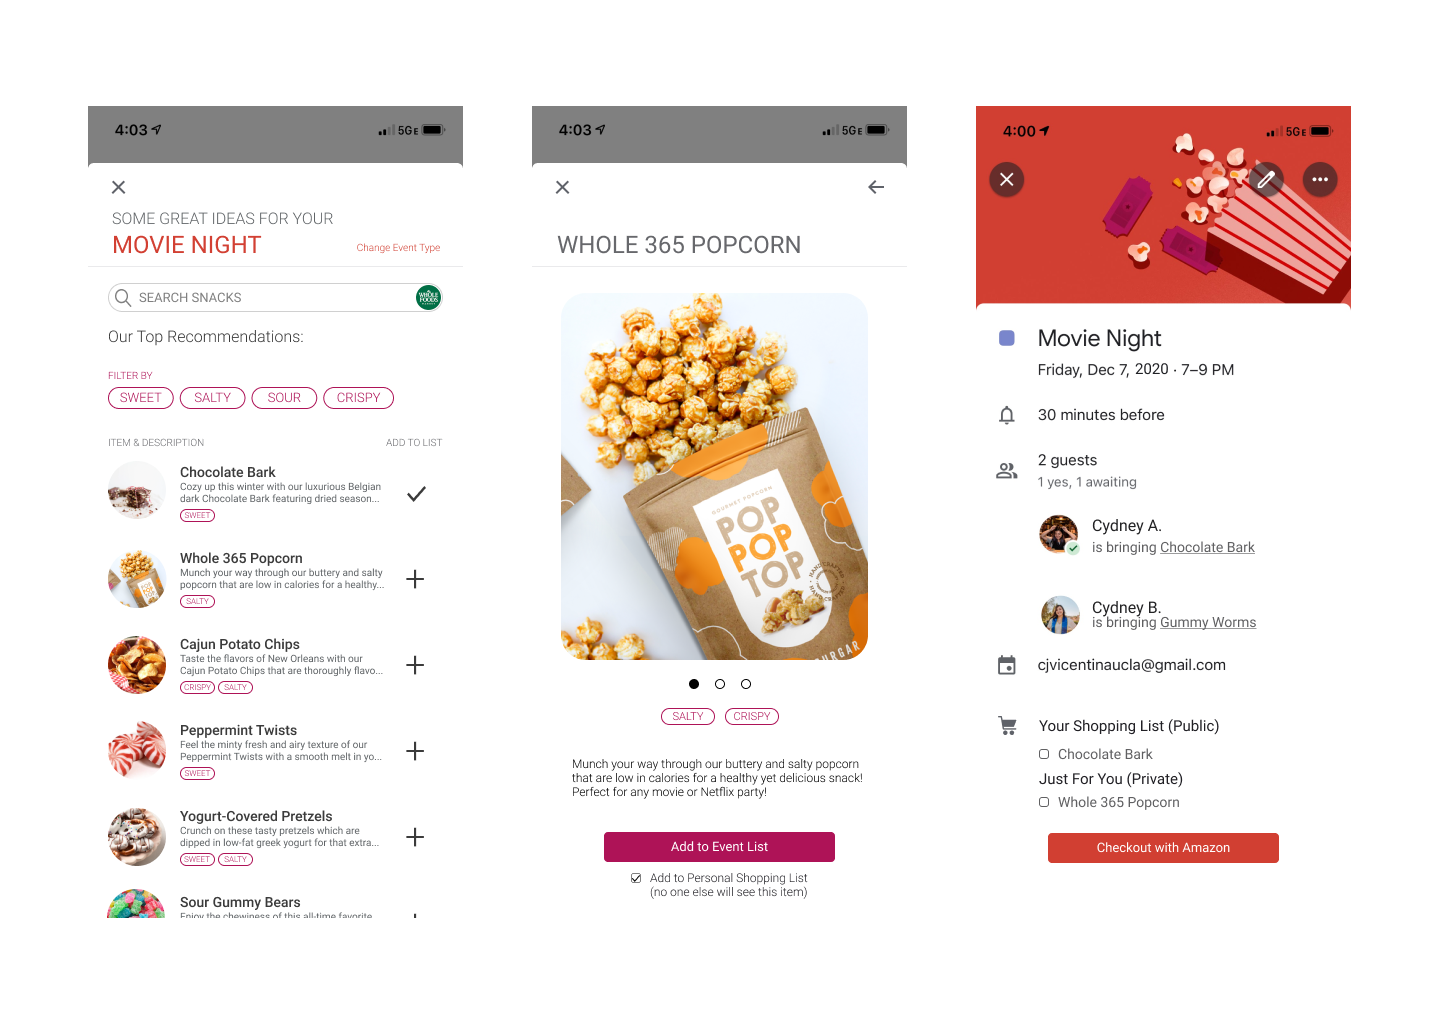 4:03
5GE
SOME GREAT IDEAS FOR YOUR
MOVIE NIGHT
Change Event Type
SEARCH SNACKS
WHOLE
FOODS
MARKET
Our Top Recommendations:
FILTER BY
SWEET
SALTY
SOUR
CRISPY
ITEM & DESCRIPTION
ADD TO LIST
Chocolate Bark
Cozy up this winter with our luxurious Belgian
dark Chocolate Bark featuring dried season...
SWEET
Whole 365 Popcorn
Munch your way through our buttery and salty
popcorn that are low in calories for a healthy...
SALTY
Cajun Potato Chips
Taste the flavors of New Orleans with our
Cajun Potato Chips that are thoroughly flavo...
CRISPY
SALTY
Peppermint Twists
Feel the minty fresh and airy texture of our
Peppermint Twists with a smooth melt in yo...
SWEET
Yogurt-Covered Pretzels
Crunch on these tasty pretzels which are
dipped in low-fat greek yogurt for that extra...
SWEET
SALTY
Sour Gummy Bears
Enjoy the chewiness of this all-time favorite
4:03
5GE
WHOLE 365 POPCORN
GOURMET POPCORN
POP
POP
TOP
HAND CRAFTED
SALTY
CRISPY
Munch your way through our buttery and salty popcorn
that are low in calories for a healthy yet delicious snack!
Perfect for any movie or Netflix party!
Add to Event List
Add to Personal Shopping List
(no one else will see this item)
4:00
5GE
Movie Night
Friday, Dec 7, 2020 · 7–9 PM
30 minutes before
2 guests
1 yes, 1 awaiting
Cydney A.
is bringing Chocolate Bark
Cydney B.
is bringing Gummy Worms
cjvicentinaucla@gmail.com
Your Shopping List (Public)
Chocolate Bark
Just For You (Private)
Whole 365 Popcorn
Checkout with Amazon